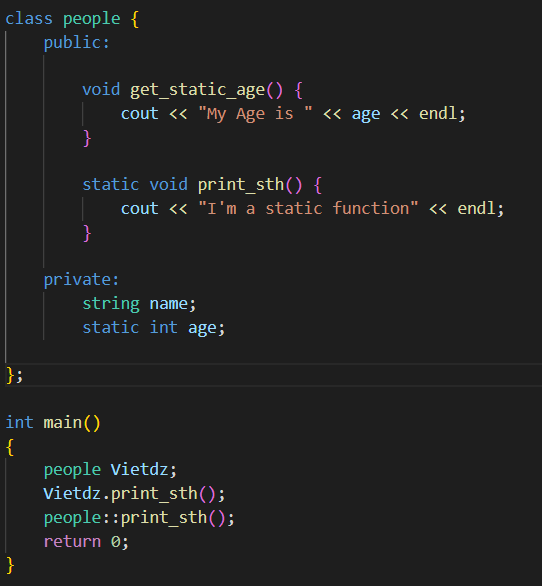 class people {
    public:
        void get_static_age() {
            cout << "My Age is " << age << endl;
        }
        static void print_sth() {
            cout << "I'm a static function" << endl;
        }
    private:
        string name;
        static int age;
};
int main()
{
    people Vietdz;
    Vietdz.print_sth();
    people::print_sth();
    return 0;
}